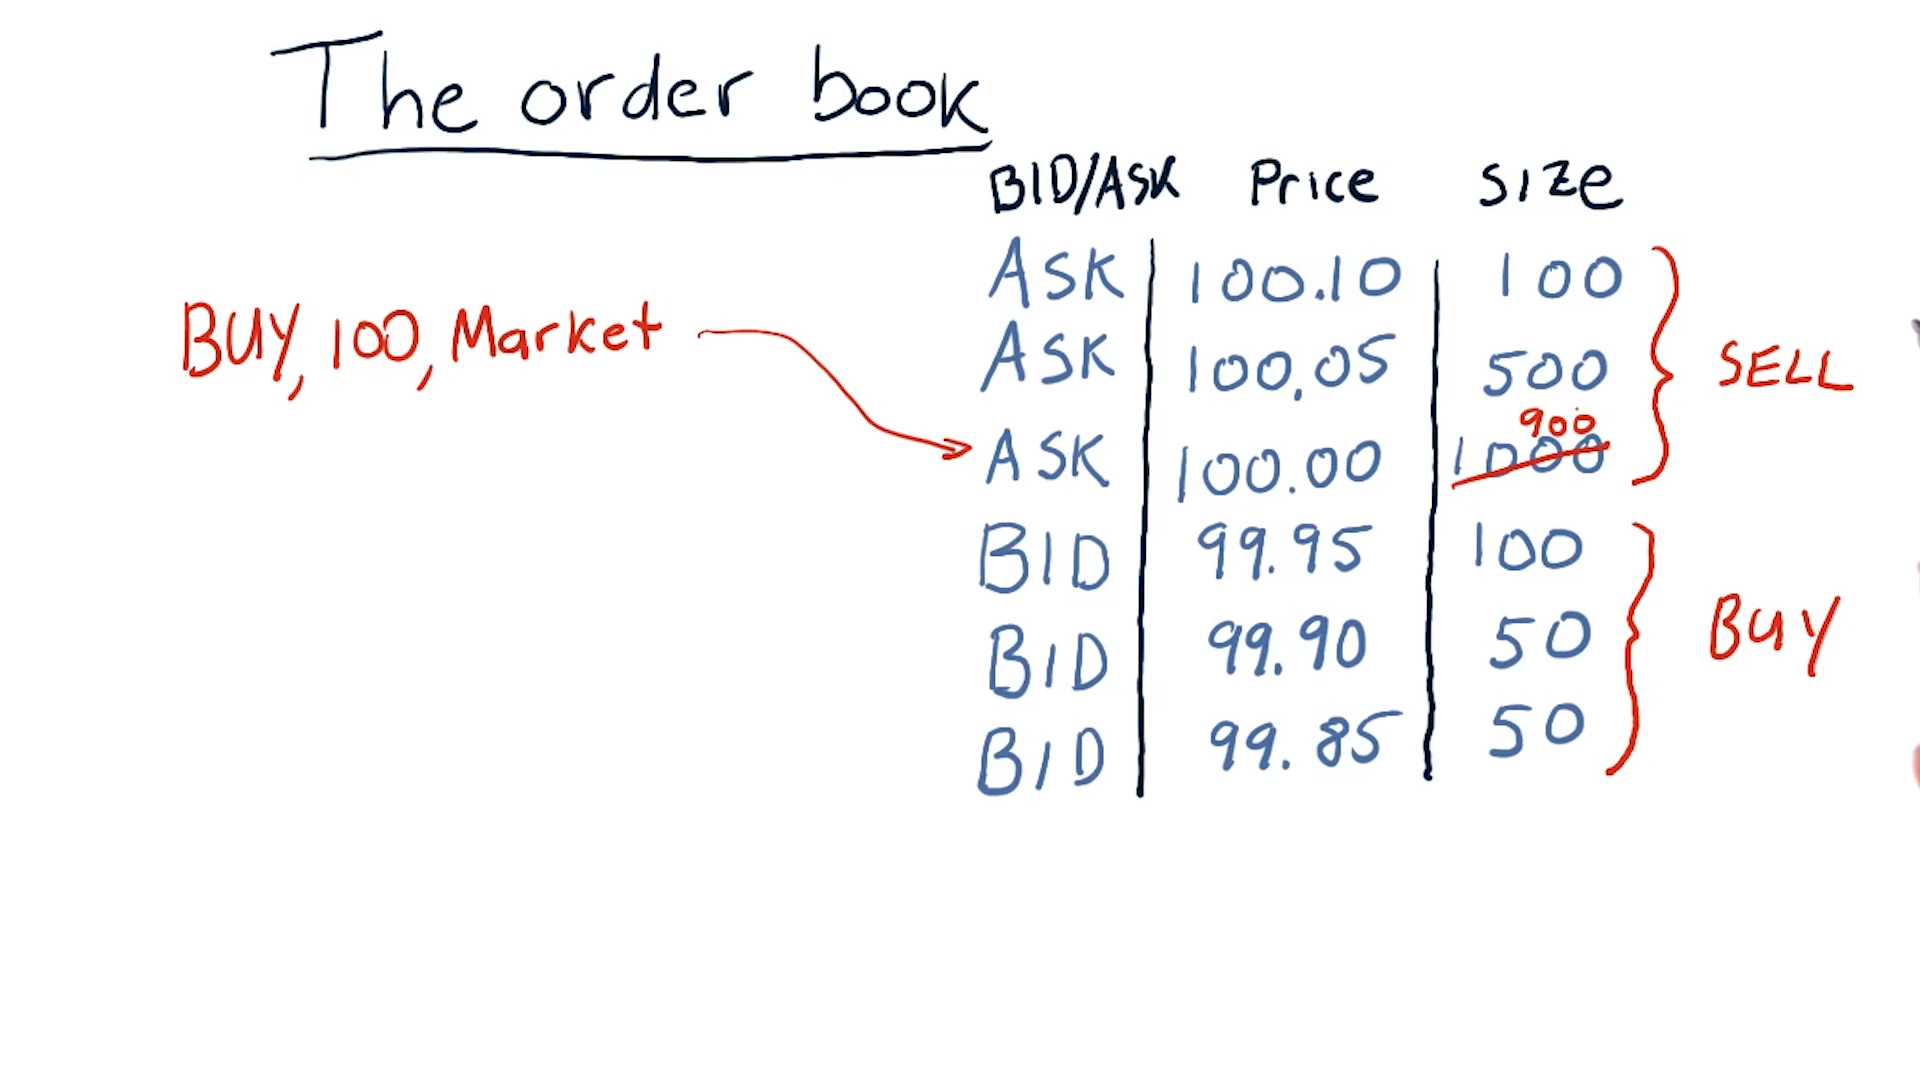 The order book
BID/ASK Price SIZE
ASK 100.10 100
BUY, 100, Market
ASK 100.05 500
SELL
900
ASK 100.00 1000
BID 99.95 100
BID 99.90 50
BUY
BID 99.85 50